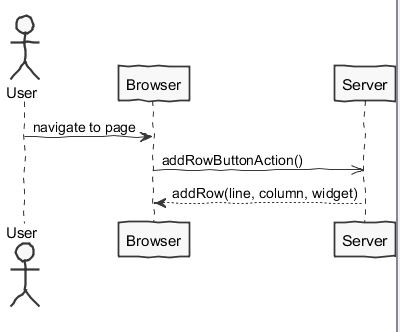 User
Browser
Server
navigate to page
addRowButtonAction()
addRow(line, column, widget)
User
Browser
Server